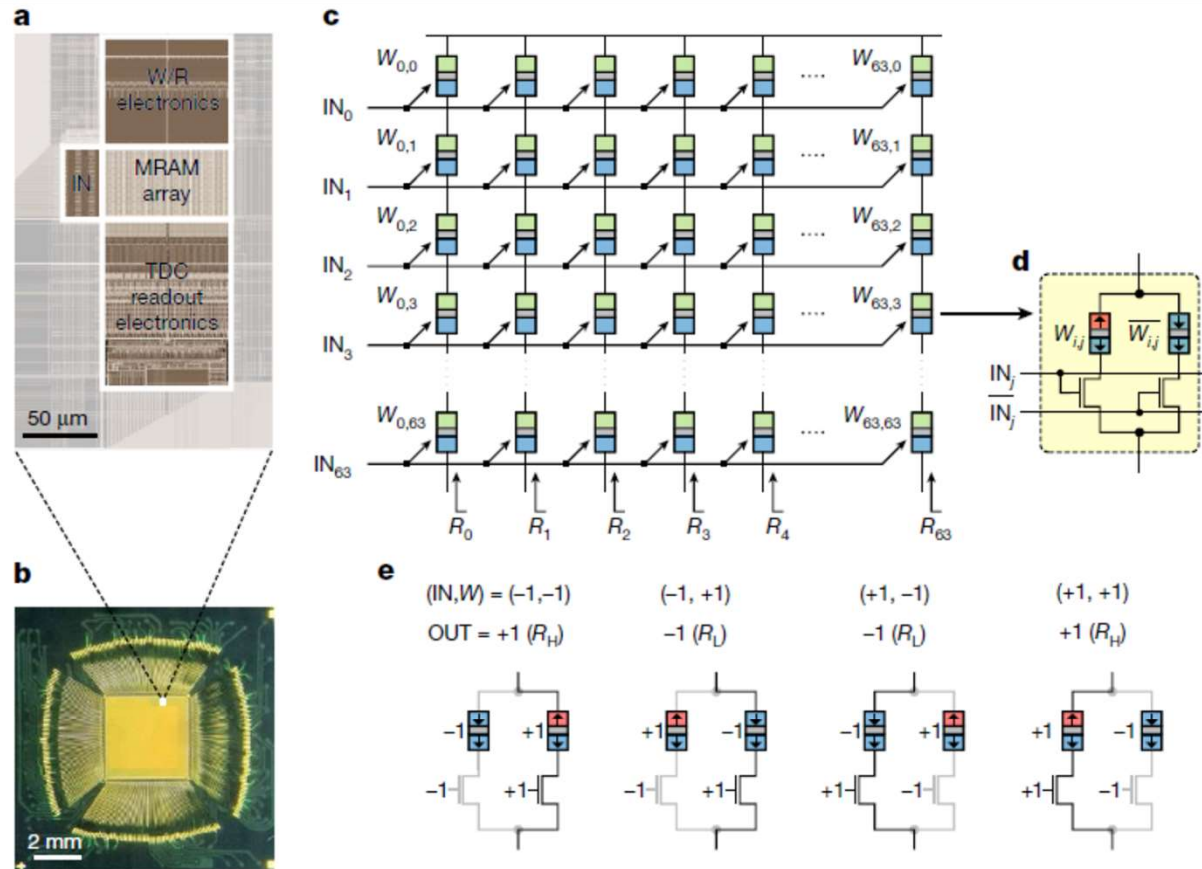 a
W/R
electronics
IN
MRAM
array
TDC
readout
electronics
50 μm
b
2 mm
c
W0,0 W63,0
....
IN0
W0,1 W63,1
....
IN1
W0,2 W63,2
....
IN2
W0,3 W63,3
....
IN3
W0,63 W63,63
....
IN63
R0 R1 R2 R3 R4 R63
d
Wi,j W̅i,j
INj
I̅N̅j
e
(IN,W) = (−1,−1) (−1, +1) (+1, −1) (+1, +1)
OUT = +1 (RH) −1 (RL) −1 (RL) +1 (RH)
−1 +1 +1 −1 −1 +1 +1 −1
−1 +1 −1 +1 +1 −1 +1 −1